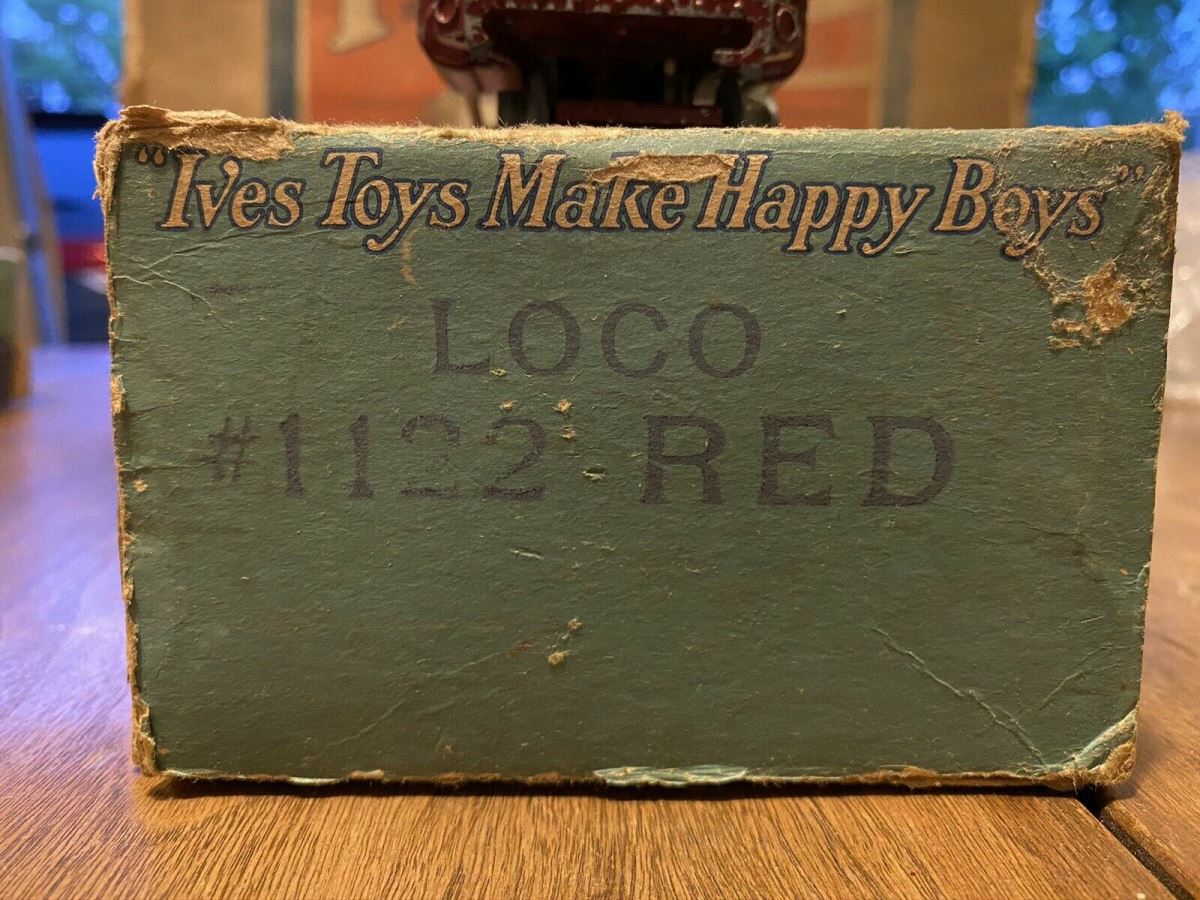 "Ives Toys Make Happy Boys"
LOCO
#1122 RED